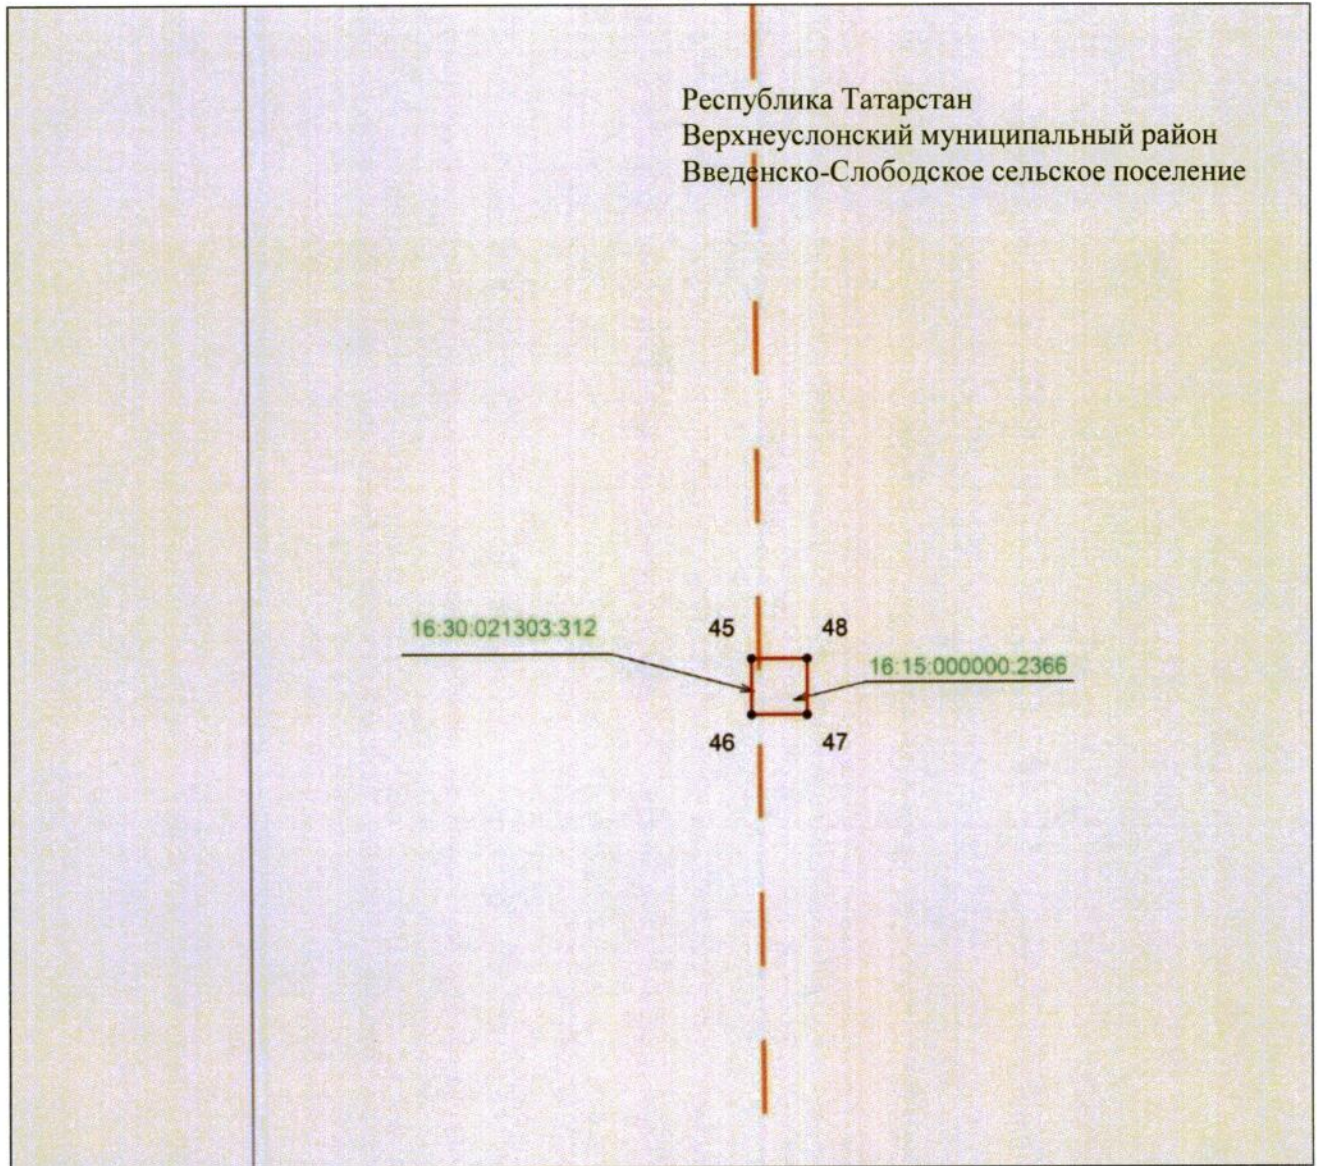 Республика Татарстан
Верхнеуслонский муниципальный район
Введенско-Слободское сельское поселение
16:30:021303:312
45
48
16:15:000000:2366
46
47